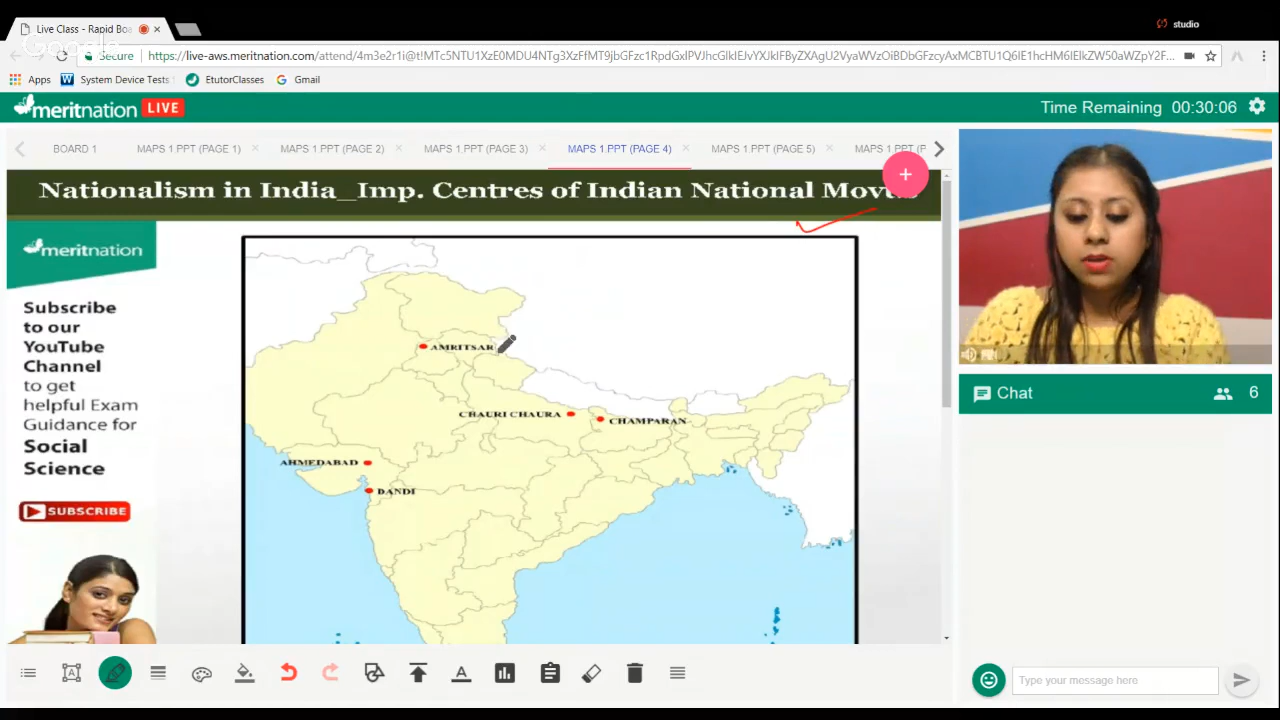 studio
Live Class - Rapid Boa
Google
Secure
https://live-aws.meritnation.com/attend/
Apps
System Device Tests
EtutorClasses
Gmail
meritnation LIVE
Time Remaining 00:30:06
BOARD 1
MAPS 1.PPT (PAGE 1)
MAPS 1.PPT (PAGE 2)
MAPS 1.PPT (PAGE 3)
MAPS 1.PPT (PAGE 4)
MAPS 1.PPT (PAGE 5)
MAPS 1.PPT (P
Nationalism in India_Imp. Centres of Indian National
meritnation
Subscribe
to our
YouTube
Channel
to get
helpful Exam
Guidance for
Social
Science
SUBSCRIBE
AMRITSAR
CHAURI CHAURA
CHAMPARAN
AHMEDABAD
DANDI
Chat
6
Type your message here